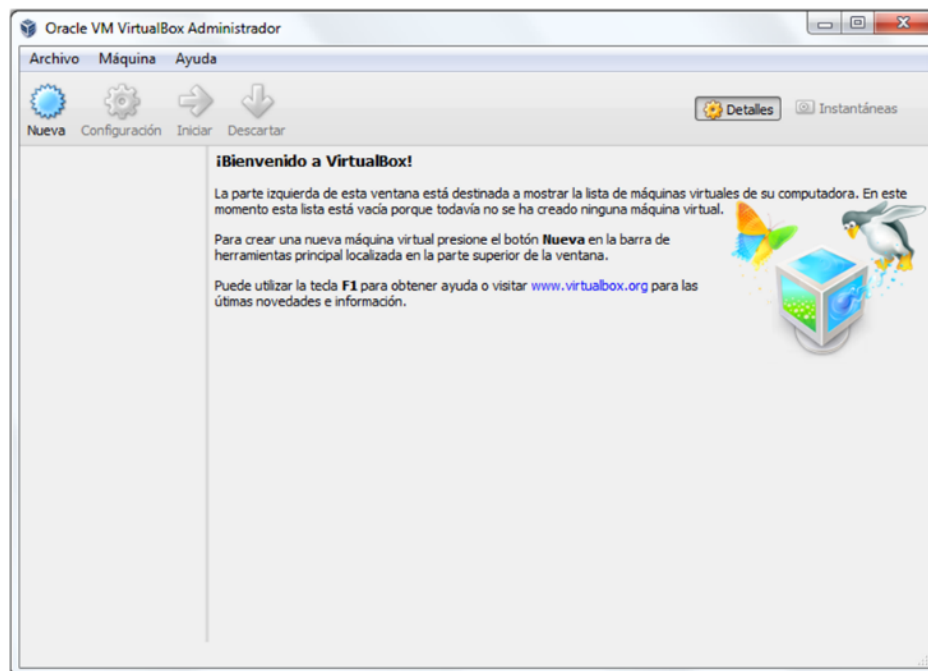 Oracle VM VirtualBox Administrador
Archivo Máquina Ayuda
Nueva Configuración Iniciar Descartar Detalles Instantáneas
¡Bienvenido a VirtualBox!
La parte izquierda de esta ventana está destinada a mostrar la lista de máquinas virtuales de su computadora. En este
momento esta lista está vacía porque todavía no se ha creado ninguna máquina virtual.
Para crear una nueva máquina virtual presione el botón Nueva en la barra de
herramientas principal localizada en la parte superior de la ventana.
Puede utilizar la tecla F1 para obtener ayuda o visitar www.virtualbox.org para las
útimas novedades e información.